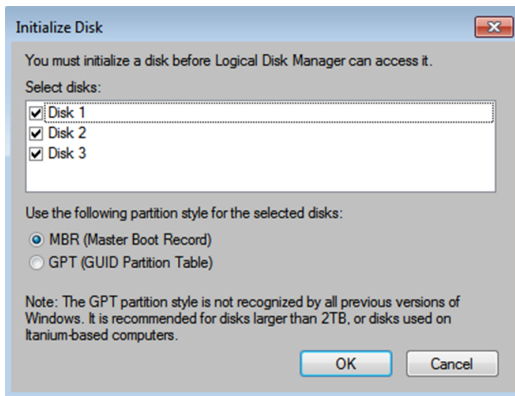 Initialize Disk
You must initialize a disk before Logical Disk Manager can access it.
Select disks:
Disk 1
Disk 2
Disk 3
Use the following partition style for the selected disks:
MBR (Master Boot Record)
GPT (GUID Partition Table)
Note: The GPT partition style is not recognized by all previous versions of
Windows. It is recommended for disks larger than 2TB, or disks used on
Itanium-based computers.
OK Cancel